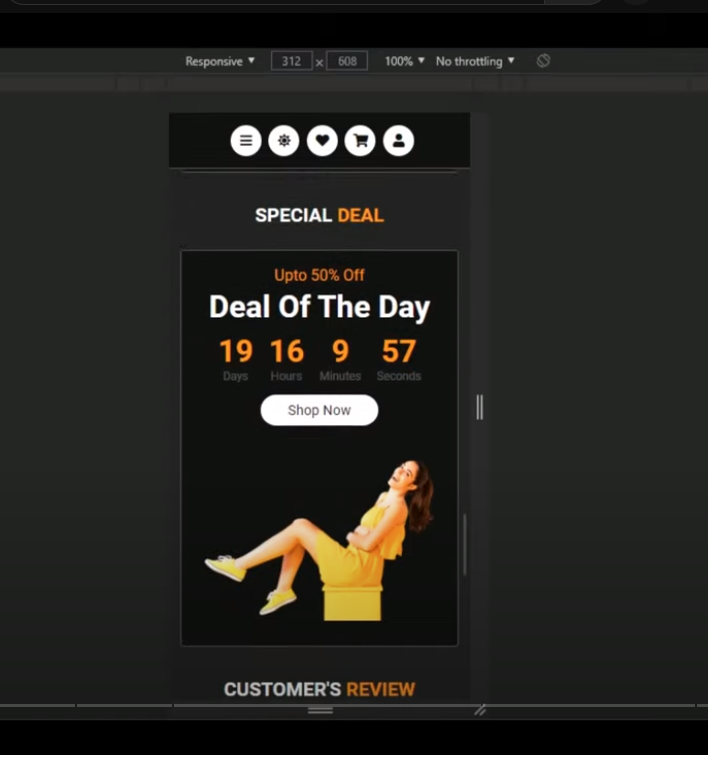 Responsive ▼ 312 x 608 100% ▼ No throttling ▼
SPECIAL DEAL
Upto 50% Off
Deal Of The Day
19 16 9 57
Days Hours Minutes Seconds
Shop Now
CUSTOMER'S REVIEW